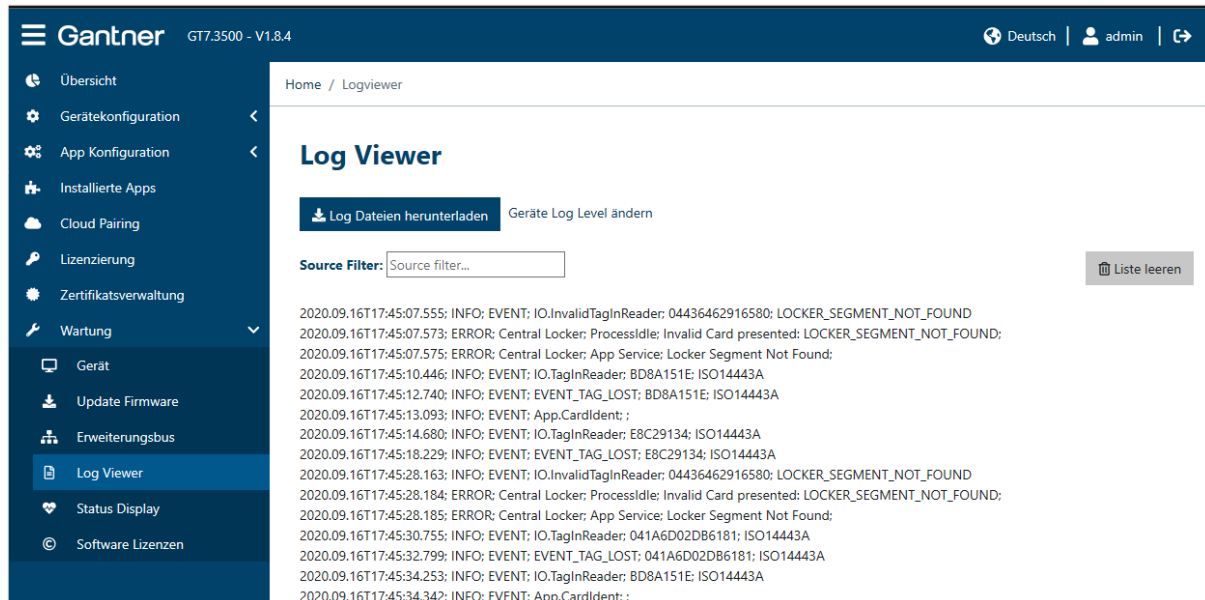 Gantner GT7.3500 - V1.8.4 Deutsch | admin |
Übersicht
Gerätekonfiguration
App Konfiguration
Installierte Apps
Cloud Pairing
Lizenzierung
Zertifikatsverwaltung
Wartung
Gerät
Update Firmware
Erweiterungsbus
Log Viewer
Status Display
Software Lizenzen
Home / Logviewer
Log Viewer
Log Dateien herunterladen Geräte Log Level ändern
Source Filter: Source filter... Liste leeren
2020.09.16T17:45:07.555; INFO; EVENT; IO.InvalidTagInReader; 04436462916580; LOCKER_SEGMENT_NOT_FOUND
2020.09.16T17:45:07.573; ERROR; Central Locker; ProcessIdle; Invalid Card presented: LOCKER_SEGMENT_NOT_FOUND;
2020.09.16T17:45:07.575; ERROR; Central Locker; App Service; Locker Segment Not Found;
2020.09.16T17:45:10.446; INFO; EVENT; IO.TagInReader; BD8A151E; ISO14443A
2020.09.16T17:45:12.740; INFO; EVENT; EVENT_TAG_LOST; BD8A151E; ISO14443A
2020.09.16T17:45:13.093; INFO; EVENT; App.CardIdent; ;
2020.09.16T17:45:14.680; INFO; EVENT; IO.TagInReader; E8C29134; ISO14443A
2020.09.16T17:45:18.229; INFO; EVENT; EVENT_TAG_LOST; E8C29134; ISO14443A
2020.09.16T17:45:28.163; INFO; EVENT; IO.InvalidTagInReader; 04436462916580; LOCKER_SEGMENT_NOT_FOUND
2020.09.16T17:45:28.184; ERROR; Central Locker; ProcessIdle; Invalid Card presented: LOCKER_SEGMENT_NOT_FOUND;
2020.09.16T17:45:28.185; ERROR; Central Locker; App Service; Locker Segment Not Found;
2020.09.16T17:45:30.755; INFO; EVENT; IO.TagInReader; 041A6D02DB6181; ISO14443A
2020.09.16T17:45:32.799; INFO; EVENT; EVENT_TAG_LOST; 041A6D02DB6181; ISO14443A
2020.09.16T17:45:34.253; INFO; EVENT; IO.TagInReader; BD8A151E; ISO14443A
2020.09.16T17:45:34.342; INFO; EVENT; App.CardIdent; ;